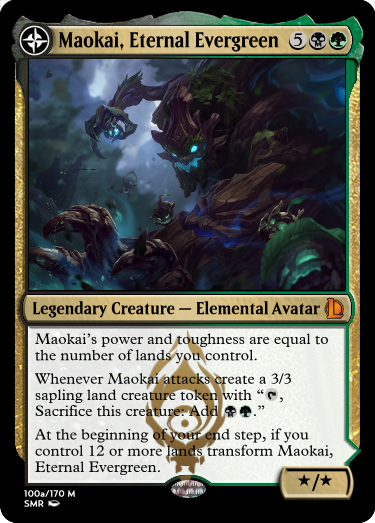 Maokai, Eternal Evergreen 5
Legendary Creature — Elemental Avatar
Maokai's power and toughness are equal to
the number of lands you control.
Whenever Maokai attacks create a 3/3
sapling land creature token with “,
Sacrifice this creature: Add .”
At the beginning of your end step, if you
control 12 or more lands transform Maokai,
Eternal Evergreen.
★/★
100a/170 M
SMR